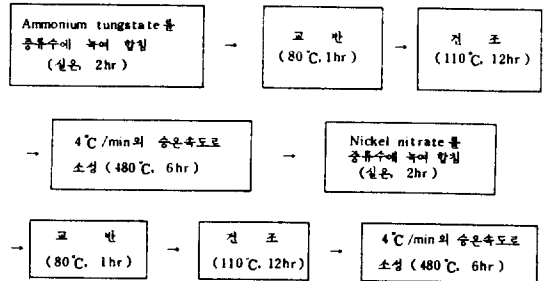 Ammonium tungstate를
증류수에 녹여 합침
(실온, 2hr)
→
교 반
(80℃, 1hr)
→
건 조
(110℃, 12hr)
→
4℃/min의 승온속도로
소성 (480℃, 6hr)
→
Nickel nitrate를
증류수에 녹여 합침
(실온, 2hr)
→
교 반
(80℃, 1hr)
→
건 조
(110℃, 12hr)
→
4℃/min의 승온속도로
소성 (480℃, 6hr)